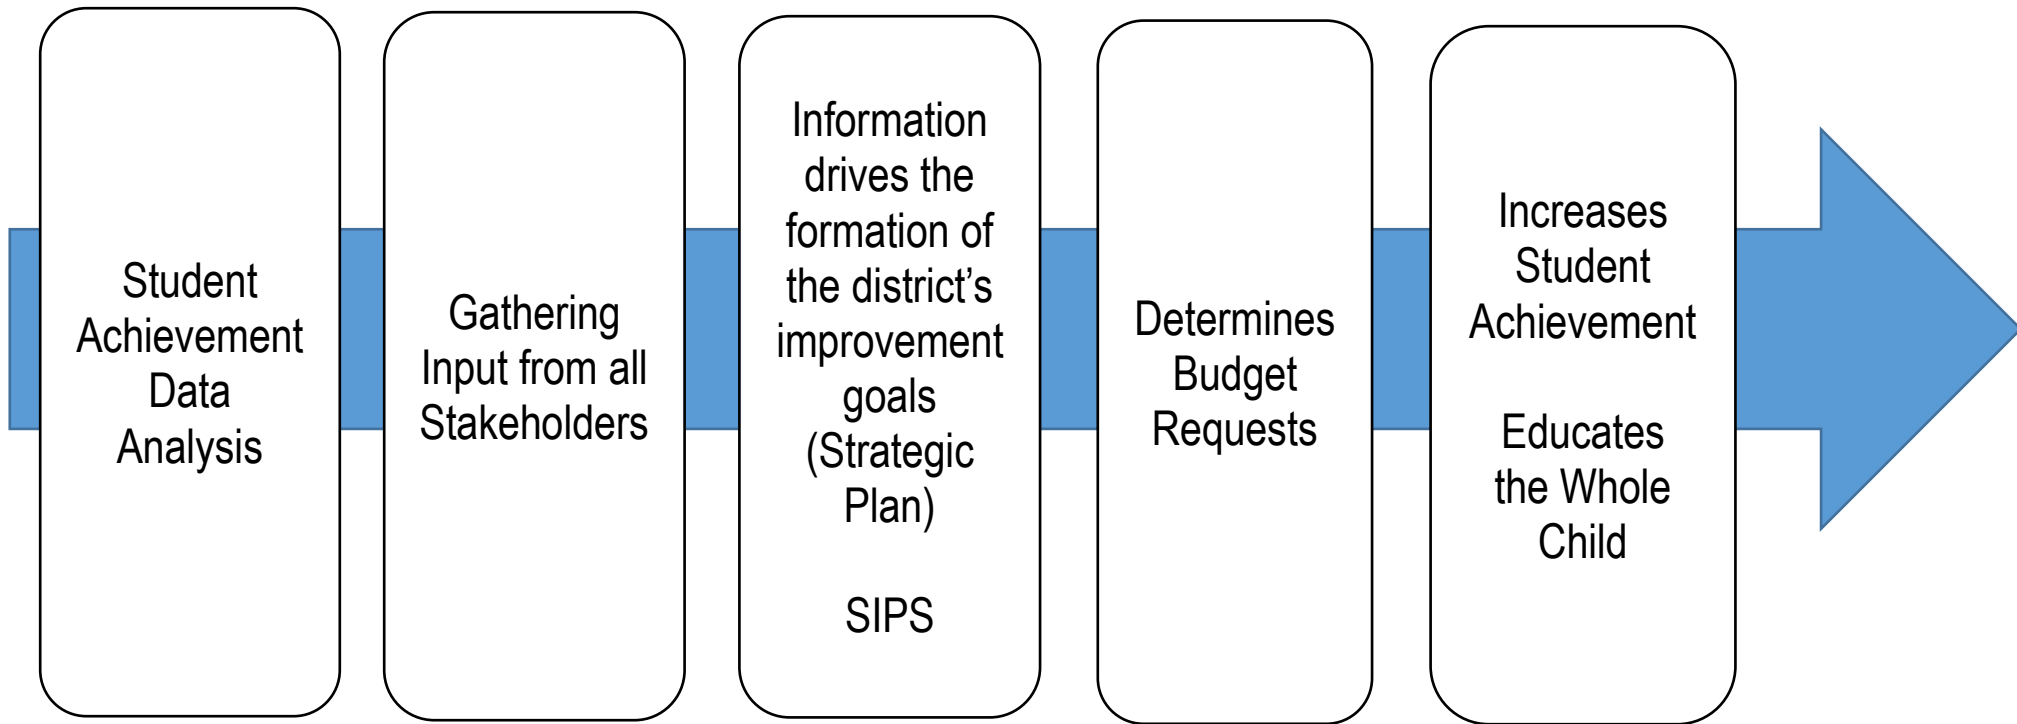 Student
Achievement
Data
Analysis
Gathering
Input from all
Stakeholders
Information
drives the
formation of
the district’s
improvement
goals
(Strategic
Plan)
SIPS
Determines
Budget
Requests
Increases
Student
Achievement
Educates
the Whole
Child